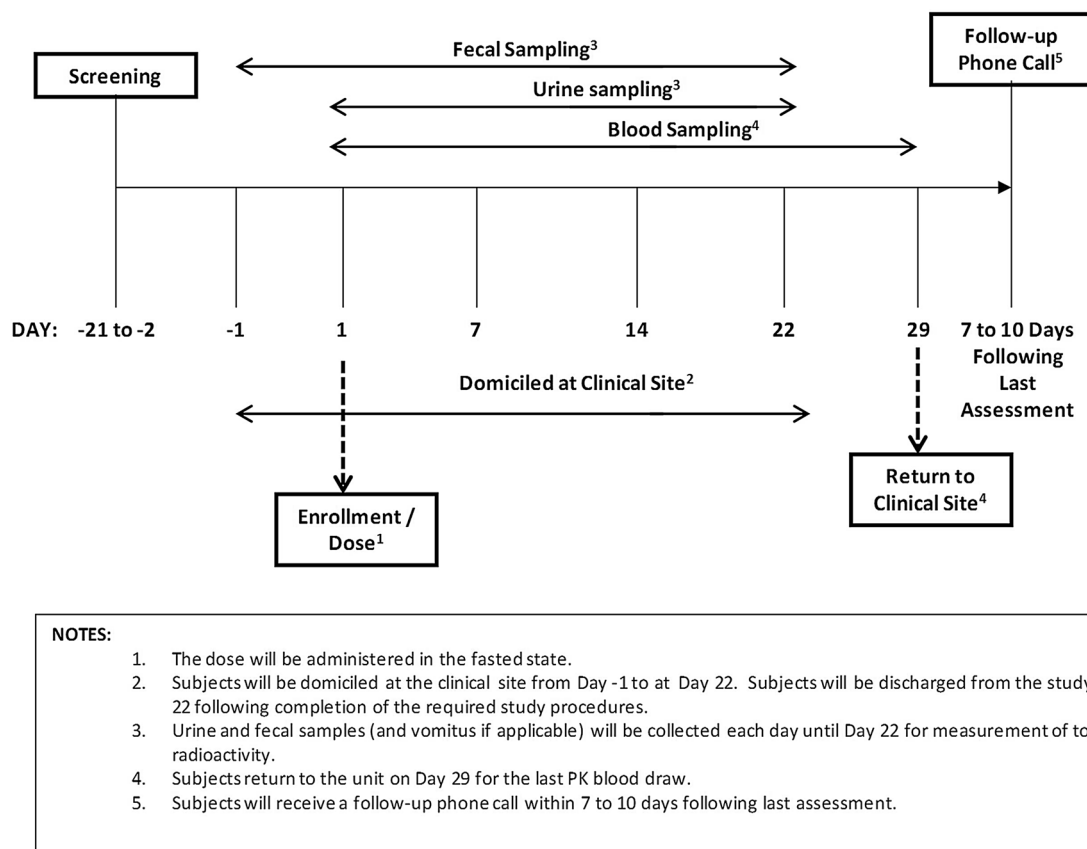 Fecal Sampling³
Follow-up
Phone Call⁵
Screening
Urine sampling³
Blood Sampling⁴
DAY: -21 to -2 -1 1 7 14 22 29 7 to 10 Days
Following
Last
Assessment
Domiciled at Clinical Site²
Return to
Clinical Site⁴
Enrollment /
Dose¹
NOTES:
1. The dose will be administered in the fasted state.
2. Subjects will be domiciled at the clinical site from Day -1 to at Day 22. Subjects will be discharged from the study
22 following completion of the required study procedures.
3. Urine and fecal samples (and vomitus if applicable) will be collected each day until Day 22 for measurement of to
radioactivity.
4. Subjects return to the unit on Day 29 for the last PK blood draw.
5. Subjects will receive a follow-up phone call within 7 to 10 days following last assessment.